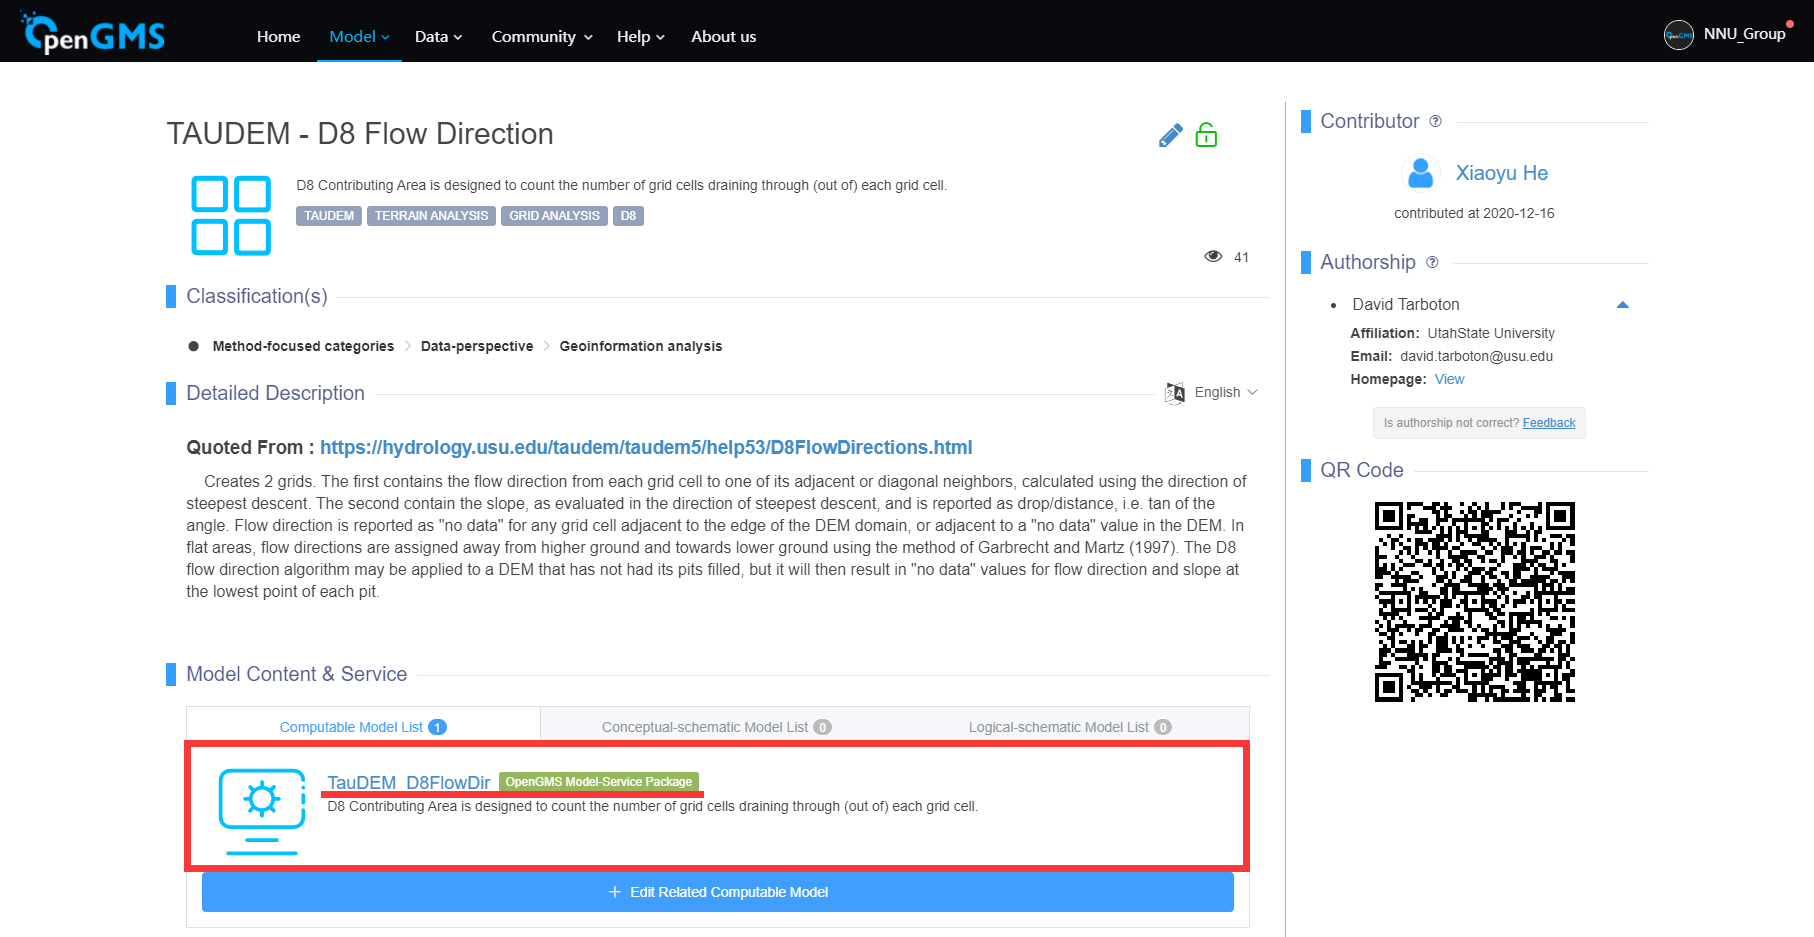 OpenGMS
Home Model Data Community Help About us
NNU_Group
TAUDEM - D8 Flow Direction
D8 Contributing Area is designed to count the number of grid cells draining through (out of) each grid cell.
TAUDEM TERRAIN ANALYSIS GRID ANALYSIS D8
41
Classification(s)
Method-focused categories > Data-perspective > Geoinformation analysis
Detailed Description
English
Quoted From : https://hydrology.usu.edu/taudem/taudem5/help53/D8FlowDirections.html
Creates 2 grids. The first contains the flow direction from each grid cell to one of its adjacent or diagonal neighbors, calculated using the direction of
steepest descent. The second contain the slope, as evaluated in the direction of steepest descent, and is reported as drop/distance, i.e. tan of the
angle. Flow direction is reported as "no data" for any grid cell adjacent to the edge of the DEM domain, or adjacent to a "no data" value in the DEM. In
flat areas, flow directions are assigned away from higher ground and towards lower ground using the method of Garbrecht and Martz (1997). The D8
flow direction algorithm may be applied to a DEM that has not had its pits filled, but it will then result in "no data" values for flow direction and slope at
the lowest point of each pit.
Model Content & Service
Computable Model List 1
Conceptual-schematic Model List 0
Logical-schematic Model List 0
TauDEM_D8FlowDir OpenGMS Model-Service Package
D8 Contributing Area is designed to count the number of grid cells draining through (out of) each grid cell.
+ Edit Related Computable Model
Contributor ?
Xiaoyu He
contributed at 2020-12-16
Authorship ?
• David Tarboton
Affiliation: UtahState University
Email: david.tarboton@usu.edu
Homepage: View
Is authorship not correct? Feedback
QR Code